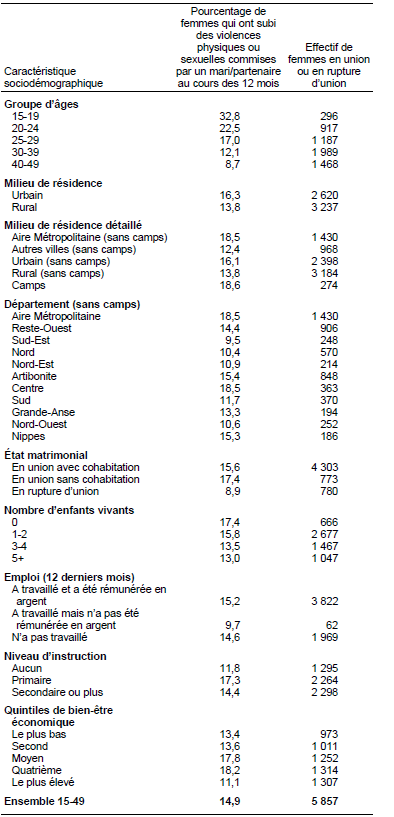 Caractéristique
sociodémographique
Pourcentage de
femmes qui ont subi
des violences
physiques ou
sexuelles commises
par un mari/partenaire
au cours des 12 mois
Effectif de
femmes en union
ou en rupture
d'union
Groupe d'âges
15-19 32,8 296
20-24 22,5 917
25-29 17,0 1 187
30-39 12,1 1 989
40-49 8,7 1 468
Milieu de résidence
Urbain 16,3 2 620
Rural 13,8 3 237
Milieu de résidence détaillé
Aire Métropolitaine (sans camps) 18,5 1 430
Autres villes (sans camps) 12,4 968
Urbain (sans camps) 16,1 2 398
Rural (sans camps) 13,8 3 184
Camps 18,6 274
Département (sans camps)
Aire Métropolitaine 18,5 1 430
Reste-Ouest 14,4 906
Sud-Est 9,5 248
Nord 10,4 570
Nord-Est 10,9 214
Artibonite 15,4 848
Centre 18,5 363
Sud 11,7 370
Grande-Anse 13,3 194
Nord-Ouest 10,6 252
Nippes 15,3 186
État matrimonial
En union avec cohabitation 15,6 4 303
En union sans cohabitation 17,4 773
En rupture d'union 8,9 780
Nombre d'enfants vivants
0 17,4 666
1-2 15,8 2 677
3-4 13,5 1 467
5+ 13,0 1 047
Emploi (12 derniers mois)
A travaillé et a été rémunérée en
argent 15,2 3 822
A travaillé mais n'a pas été
rémunérée en argent 9,7 62
N'a pas travaillé 14,6 1 969
Niveau d'instruction
Aucun 11,8 1 295
Primaire 17,3 2 264
Secondaire ou plus 14,4 2 298
Quintiles de bien-être
économique
Le plus bas 13,4 973
Second 13,6 1 011
Moyen 17,8 1 252
Quatrième 18,2 1 314
Le plus élevé 11,1 1 307
Ensemble 15-49 14,9 5 857